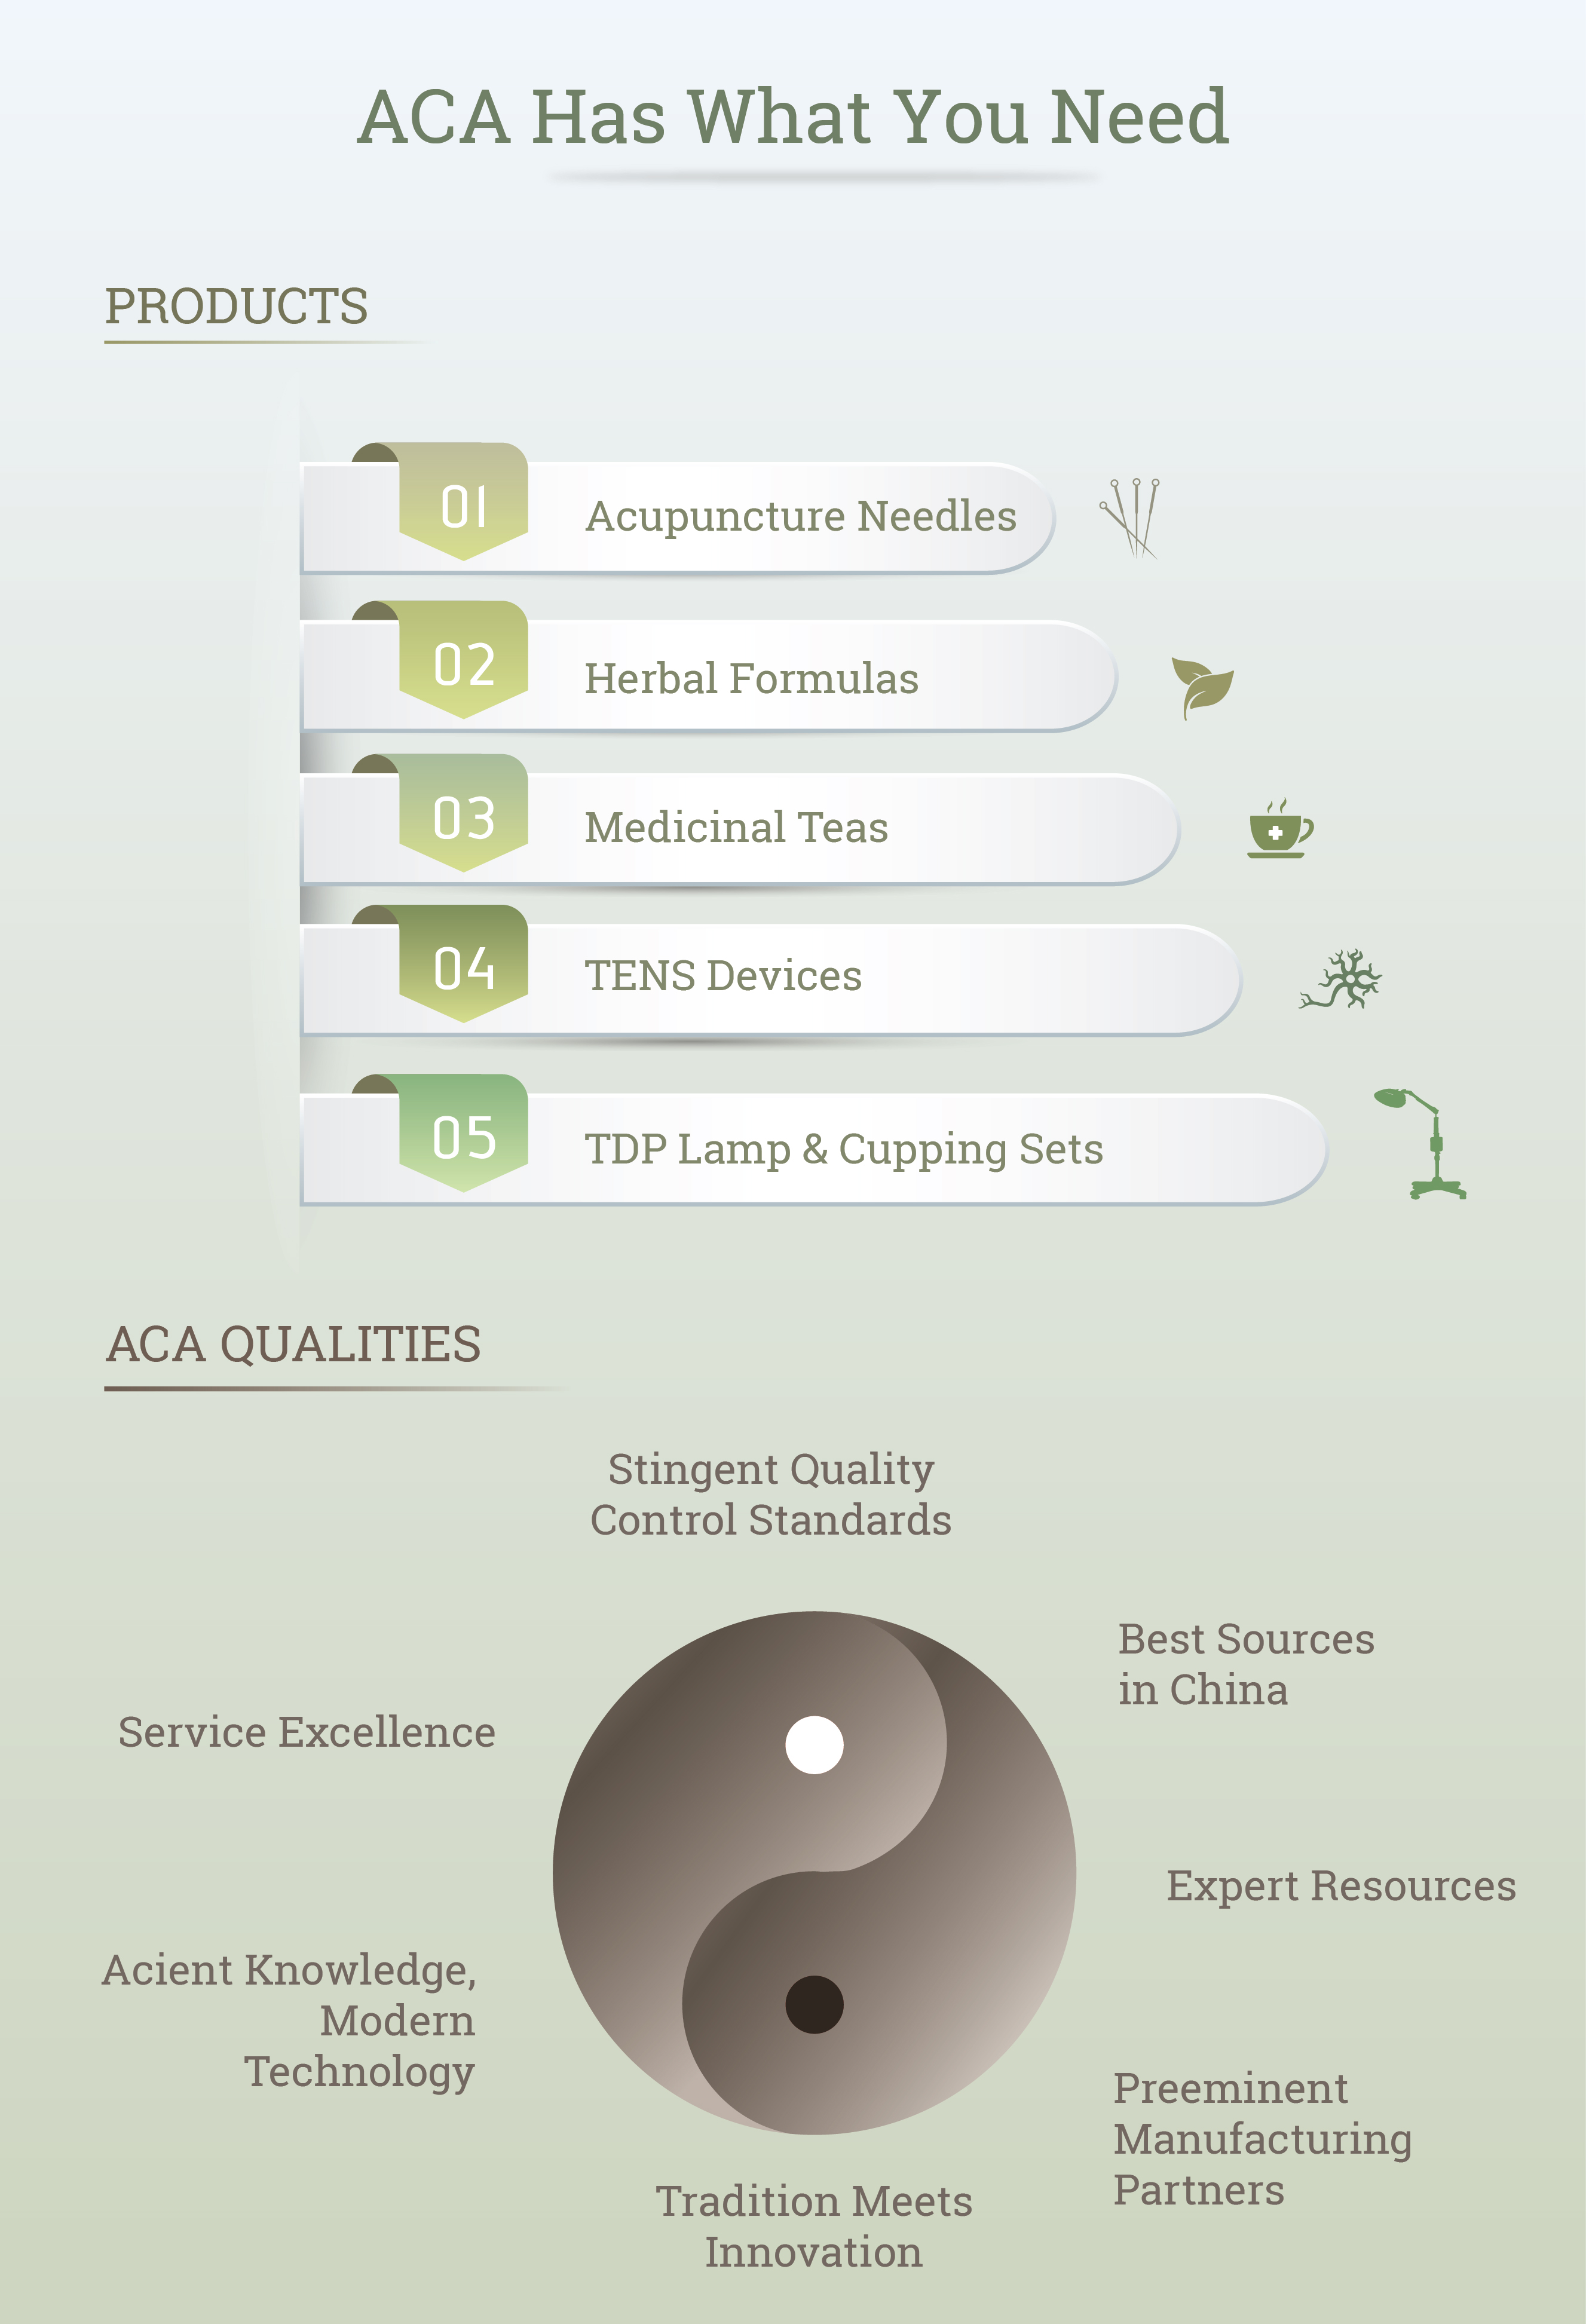 ACA Has What You Need
PRODUCTS
01
Acupuncture Needles
02
Herbal Formulas
03
Medicinal Teas
04
TENS Devices
05
TDP Lamp & Cupping Sets
ACA QUALITIES
Stingent Quality
Control Standards
Best Sources
in China
Service Excellence
Expert Resources
Acient Knowledge,
Modern
Technology
Preeminent
Manufacturing
Partners
Tradition Meets
Innovation